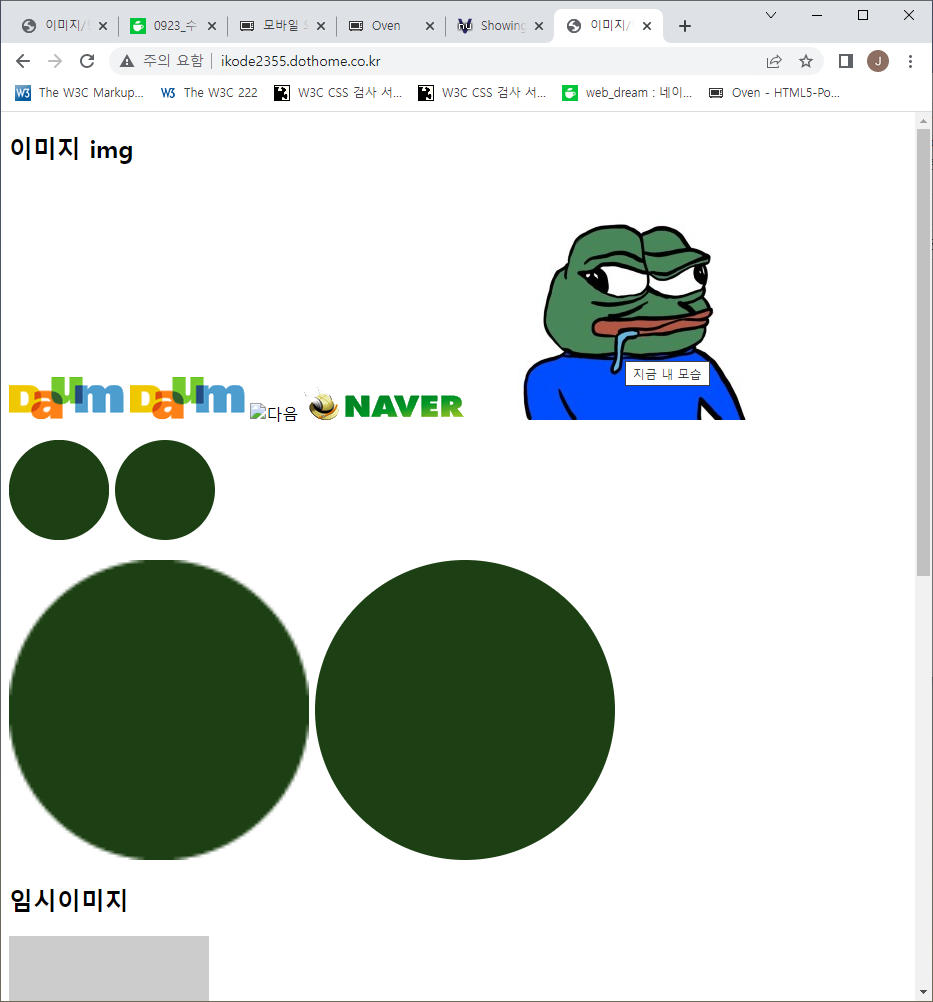 이미지/ 0923_수 모바일 Oven Showing 이미지/
주의 요함 ikode2355.dothome.co.kr J
The W3C Markup... The W3C 222 W3C CSS 검사 서... W3C CSS 검사 서... web_dream : 네이... Oven - HTML5-Po...
이미지 img
Daum Daum 다음 NAVER
지금 내 모습
임시이미지